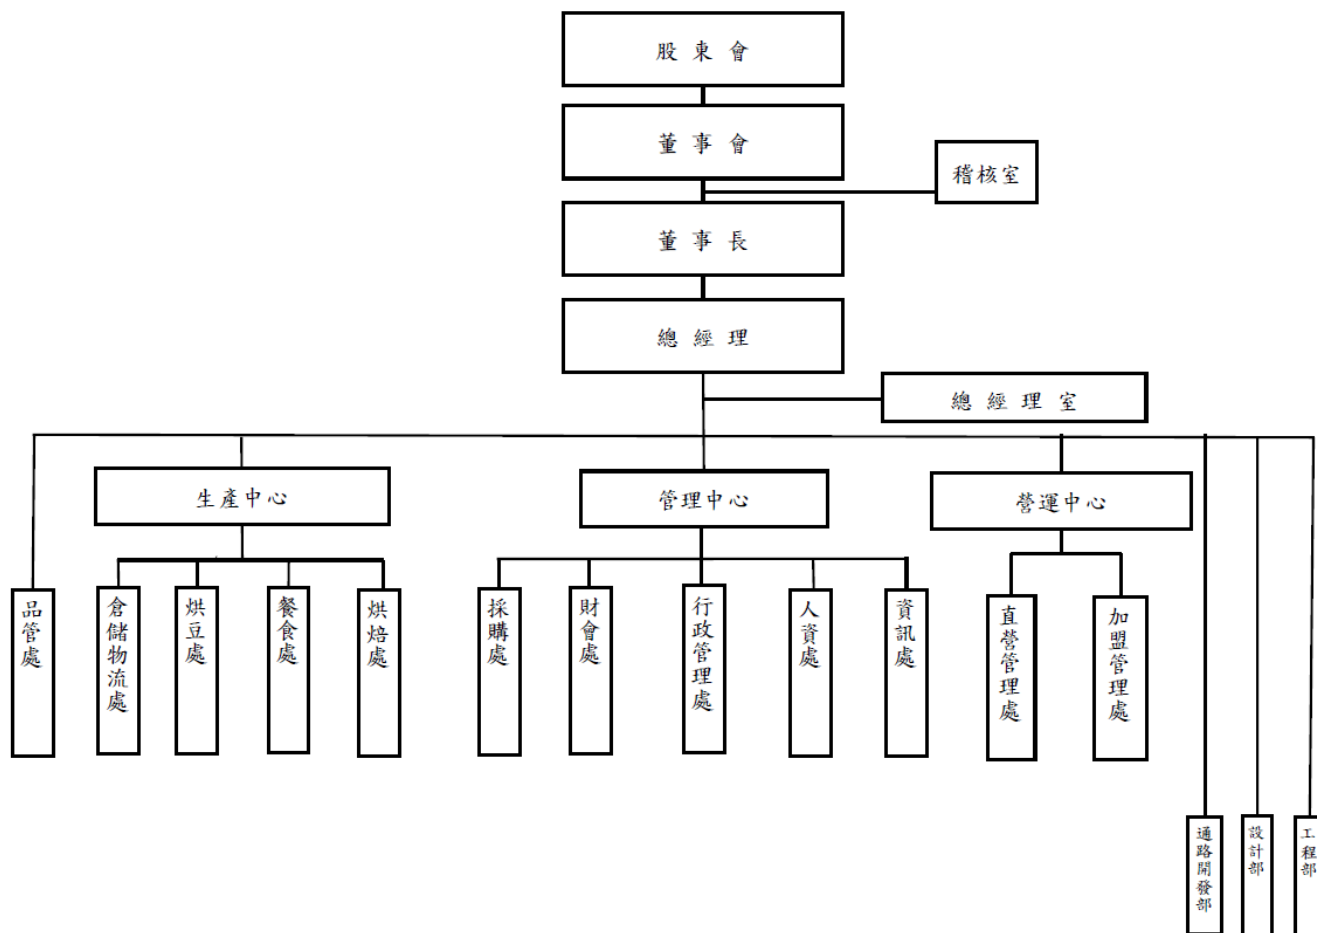 股東會
董事會
稽核室
董事長
總經理
總經理室
生產中心
管理中心
營運中心
品管處
倉儲物流處
烘豆處
餐食處
烘焙處
採購處
財會處
行政管理處
人資處
資訊處
直營管理處
加盟管理處
通路開發部
設計部
工程部